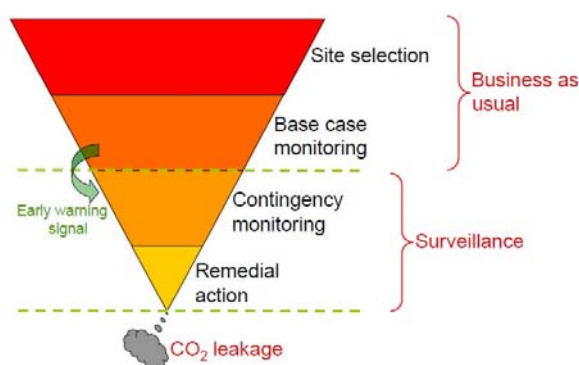 Site selection
Business as
usual
Base case
monitoring
Early warning
signal
Contingency
monitoring
Surveillance
Remedial
action
CO₂ leakage